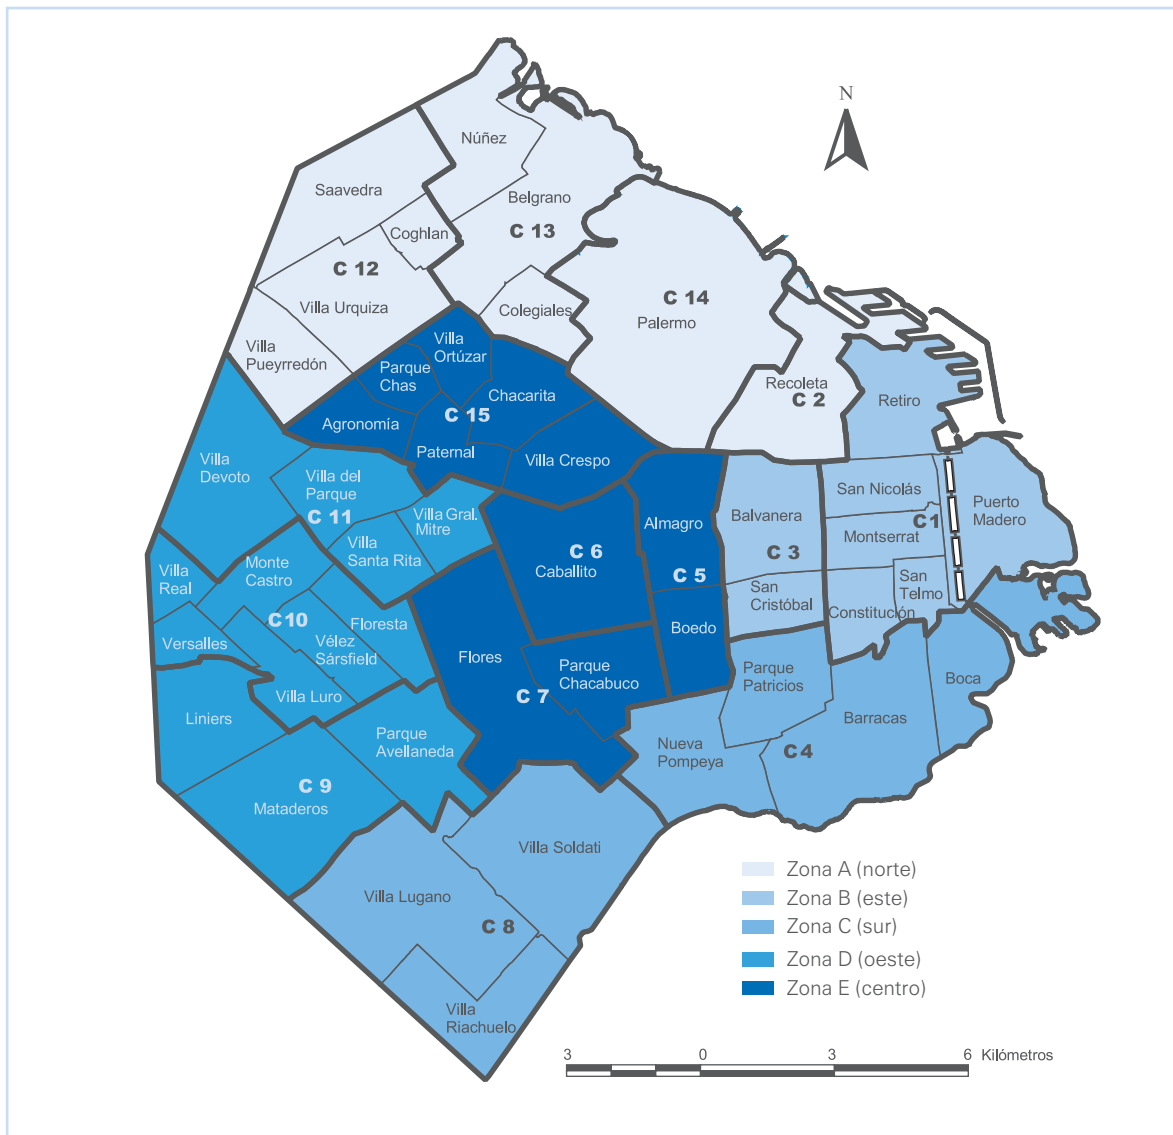 N
Núñez
Saavedra
Belgrano
Coghlan
C 13
C 12
Villa Urquiza
C 14
Colegiales
Palermo
Villa
Pueyrredón
Villa
Ortúzar
Parque
Chas
Recoleta
C 2
Chacarita
Retiro
C 15
Agronomía
Paternal
Villa Crespo
Villa
Devoto
Villa del
Parque
C 11
San Nicolás
Puerto
Madero
Villa Gral.
Mitre
Almagro
Balvanera
C1
Montserrat
Villa
Santa Rita
C 6
Caballito
C 3
Monte
Castro
Villa
Real
C 5
San
Telmo
San
Cristóbal
Constitución
C10
Floresta
Versalles
Vélez
Sársfield
Boedo
Flores
Parque
Chacabuco
Parque
Patricios
Boca
C 7
Villa Luro
Liniers
Barracas
Parque
Avellaneda
Nueva
Pompeya
C4
C 9
Mataderos
Villa Soldati
Villa Lugano
C 8
Villa
Riachuelo
Zona A (norte)
Zona B (este)
Zona C (sur)
Zona D (oeste)
Zona E (centro)
3 0 3 6 Kilómetros